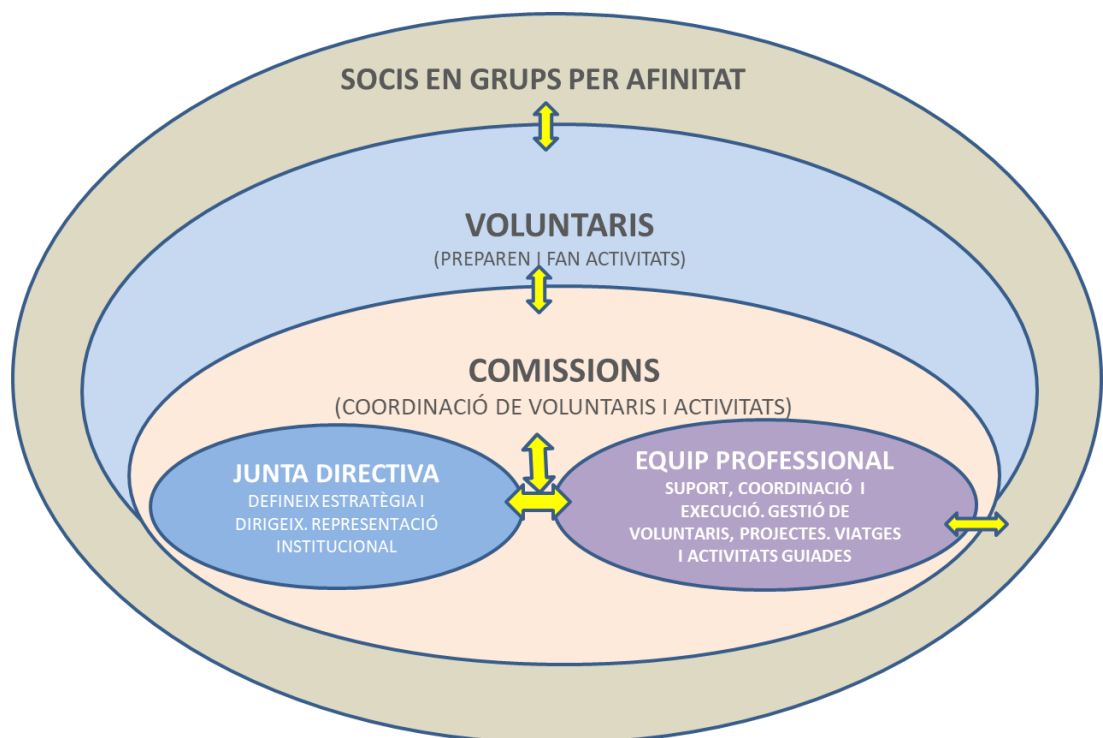 SOCIS EN GRUPS PER AFINITAT
VOLUNTARIS
(PREPAREN I FAN ACTIVITATS)
COMISSIONS
(COORDINACIÓ DE VOLUNTARIS I ACTIVITATS)
JUNTA DIRECTIVA
DEFINEIX ESTRATÈGIA I
DIRIGEIX. REPRESENTACIÓ
INSTITUCIONAL
EQUIP PROFESSIONAL
SUPORT, COORDINACIÓ I
EXECUCIÓ. GESTIÓ DE
VOLUNTARIS, PROJECTES. VIATGES
I ACTIVITATS GUIADES